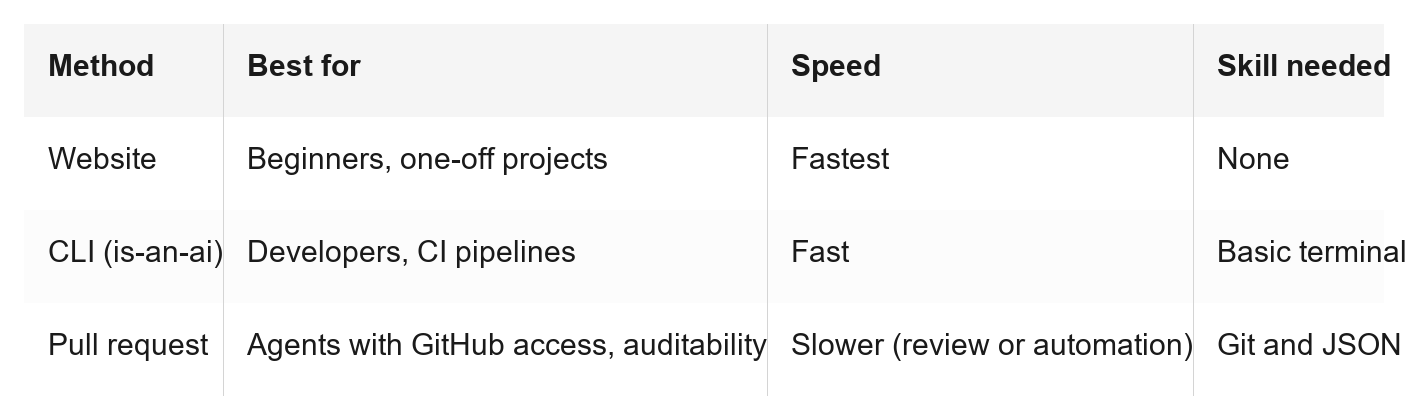 Method Best for Speed Skill needed
Website Beginners, one-off projects Fastest None
CLI (is-an-ai) Developers, CI pipelines Fast Basic terminal
Pull request Agents with GitHub access, auditability Slower (review or automation) Git and JSON